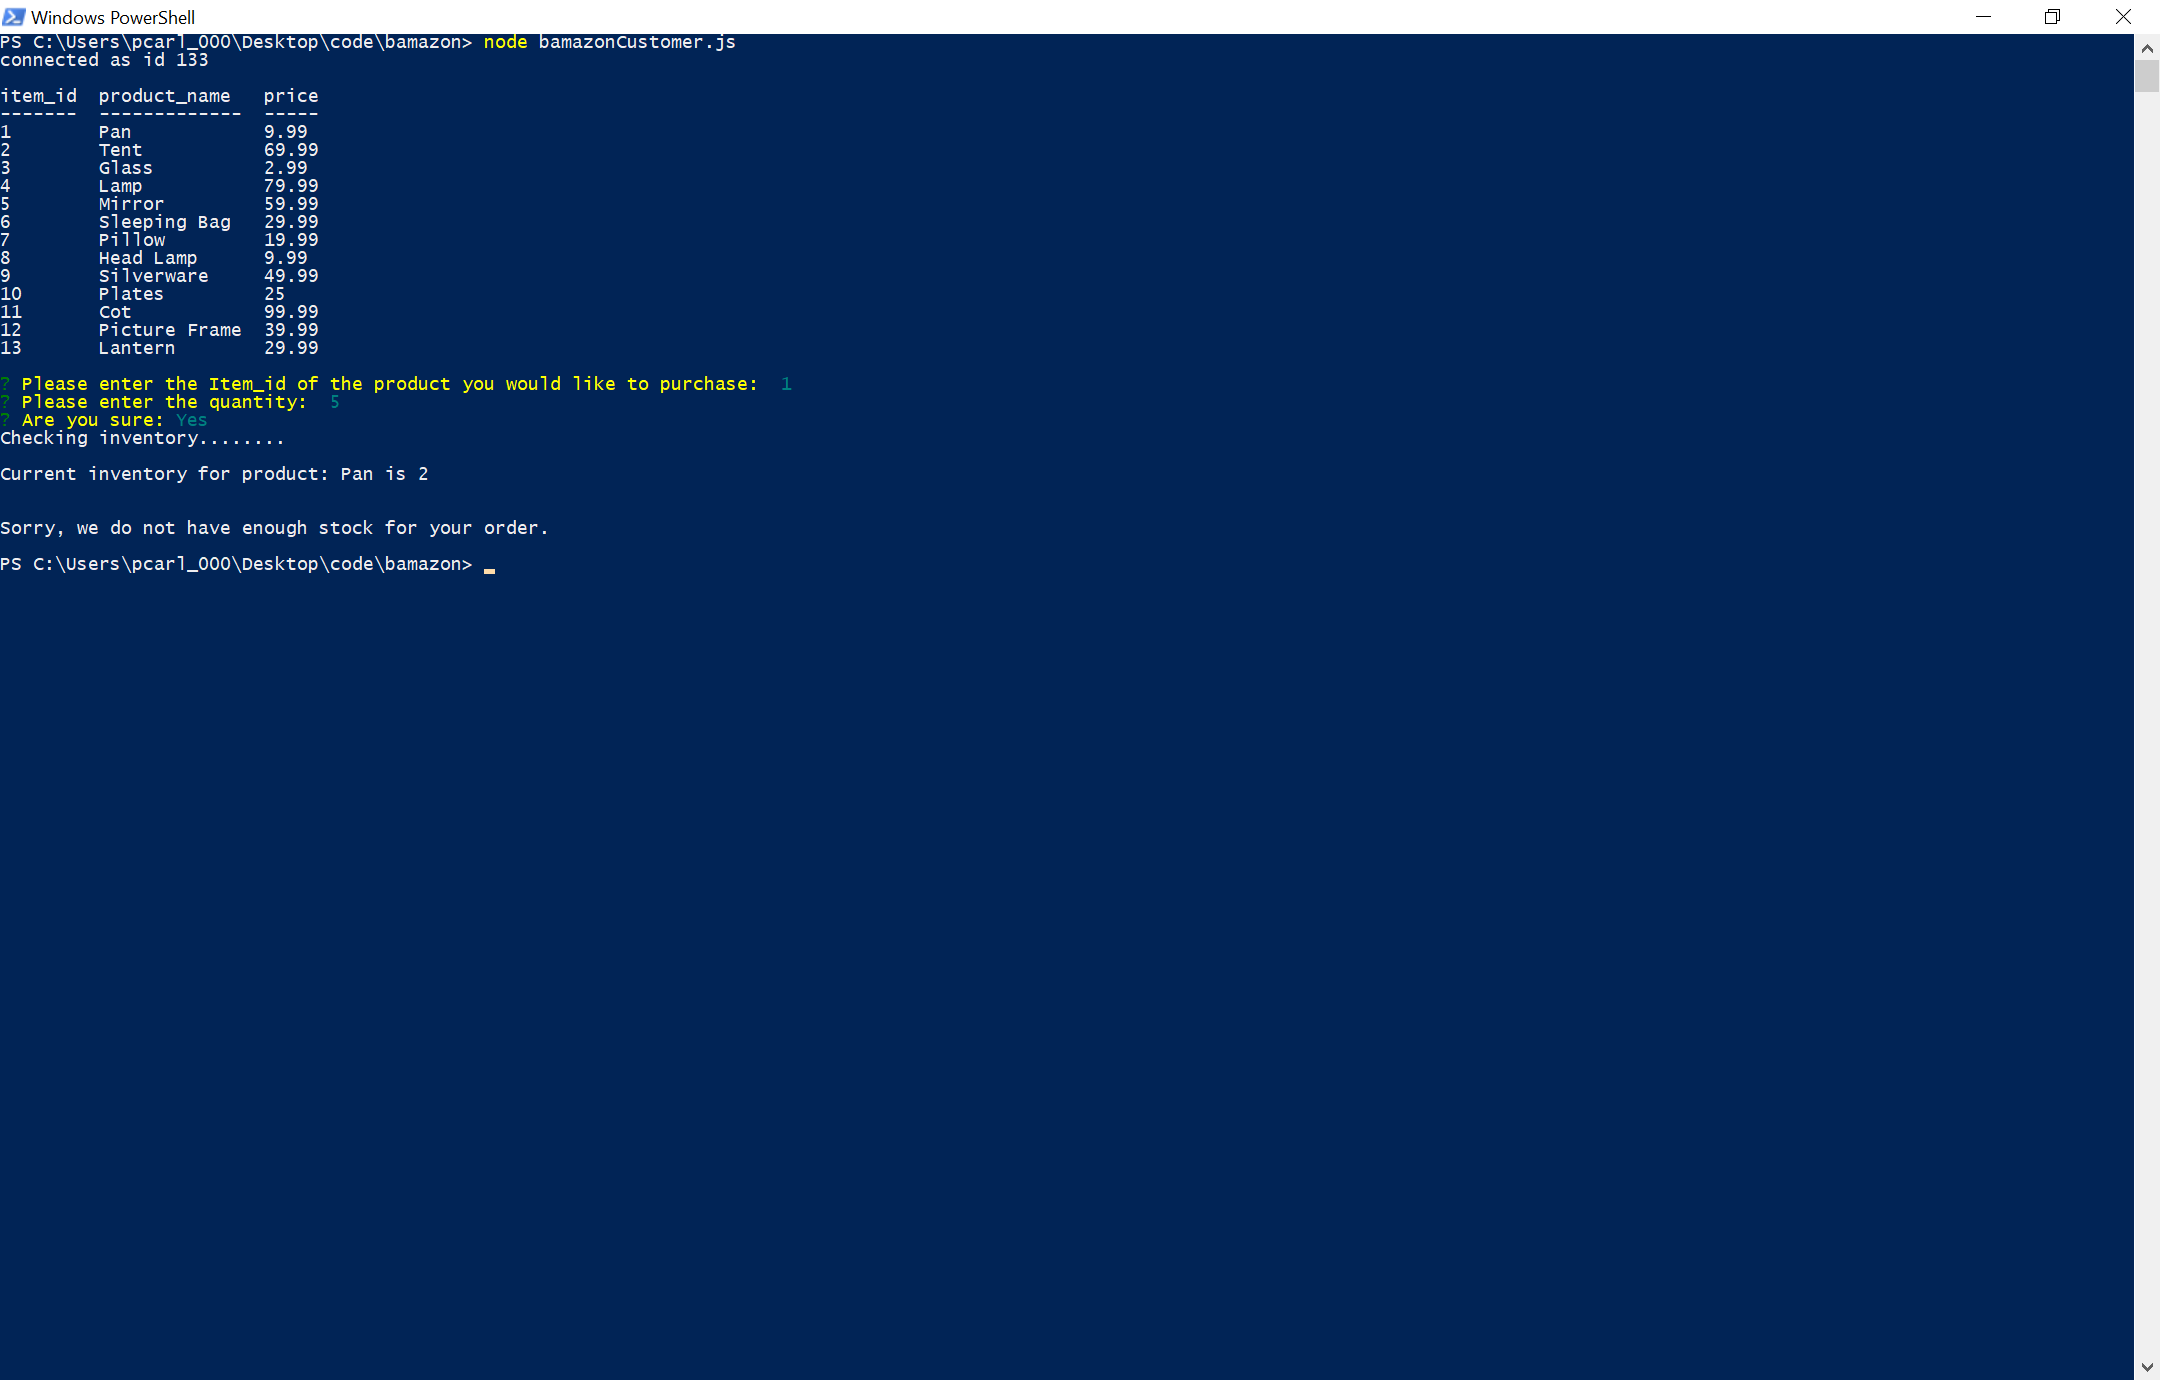 Windows PowerShell
PS C:\Users\pcarl_000\Desktop\code\bamazon> node bamazonCustomer.js
connected as id 133
item_id  product_name   price
-------  -------------  -----
1        Pan            9.99
2        Tent           69.99
3        Glass          2.99
4        Lamp           79.99
5        Mirror         59.99
6        Sleeping Bag   29.99
7        Pillow         19.99
8        Head Lamp      9.99
9        Silverware     49.99
10       Plates         25
11       Cot            99.99
12       Picture Frame  39.99
13       Lantern        29.99
? Please enter the Item_id of the product you would like to purchase:  1
? Please enter the quantity:  5
? Are you sure: Yes
Checking inventory........
Current inventory for product: Pan is 2
Sorry, we do not have enough stock for your order.
PS C:\Users\pcarl_000\Desktop\code\bamazon>